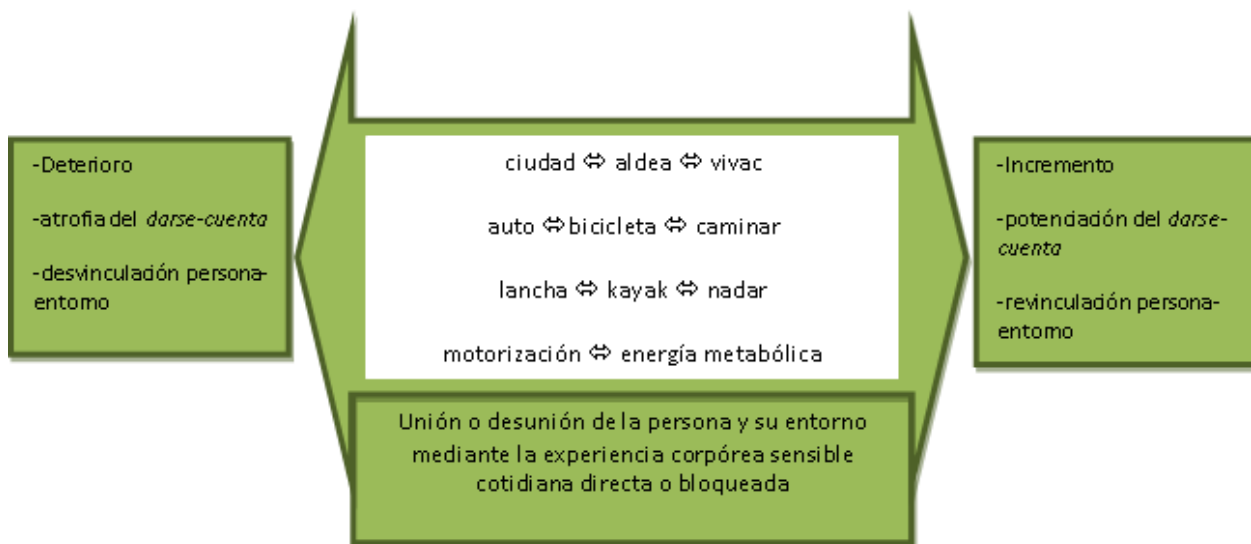 -Deterioro
-atrofia del darse-cuenta
-desvinculación persona-
entorno
ciudad ⇔ aldea ⇔ vivac
auto ⇔bicicleta ⇔ caminar
lancha ⇔ kayak ⇔ nadar
motorización ⇔ energía metabólica
Unión o desunión de la persona y su entorno
mediante la experiencia corpórea sensible
cotidiana directa o bloqueada
-Incremento
-potenciación del darse-
cuenta
-revinculación persona-
entorno